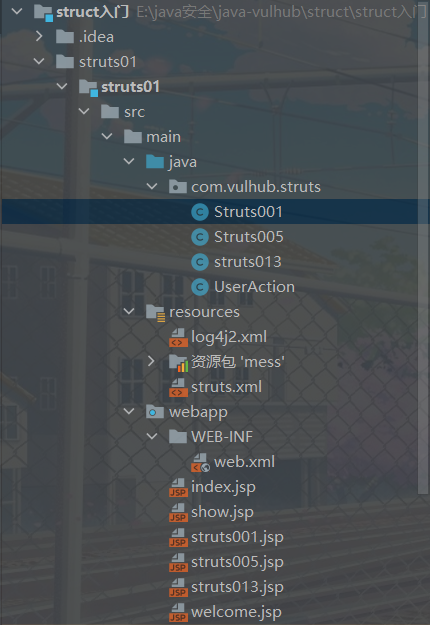 struct入门 E:\java安全\java-vulhub\struct\struct入门
.idea
struts01
struts01
src
main
java
com.vulhub.struts
Struts001
Struts005
struts013
UserAction
resources
log4j2.xml
资源包 'mess'
struts.xml
webapp
WEB-INF
web.xml
index.jsp
show.jsp
struts001.jsp
struts005.jsp
struts013.jsp
welcome.jsp